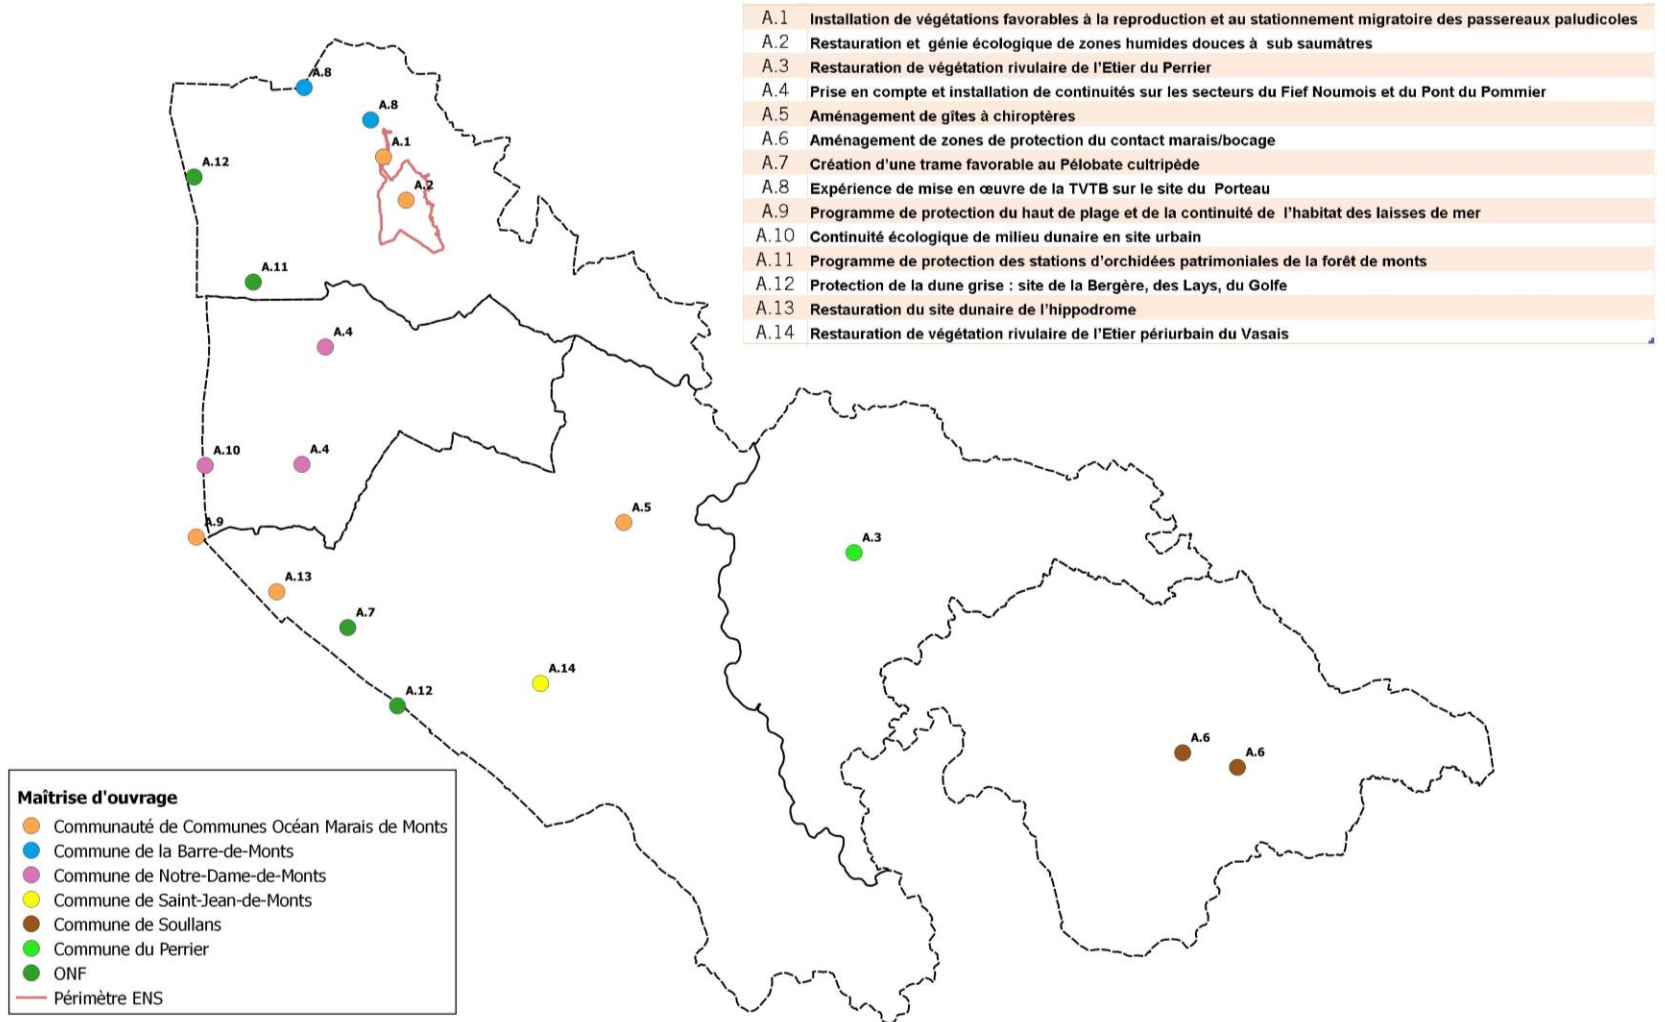 A.1 Installation de végétations favorables à la reproduction et au stationnement migratoire des passereaux paludicoles
A.2 Restauration et génie écologique de zones humides douces à sub saumâtres
A.3 Restauration de végétation rivulaire de l'Etier du Perrier
A.4 Prise en compte et installation de continuités sur les secteurs du Fief Noumois et du Pont du Pommier
A.5 Aménagement de gîtes à chiroptères
A.6 Aménagement de zones de protection du contact marais/bocage
A.7 Création d'une trame favorable au Pélobate cultripède
A.8 Expérience de mise en œuvre de la TVTB sur le site du Porteau
A.9 Programme de protection du haut de plage et de la continuité de l'habitat des laisses de mer
A.10 Continuité écologique de milieu dunaire en site urbain
A.11 Programme de protection des stations d'orchidées patrimoniales de la forêt de monts
A.12 Protection de la dune grise : site de la Bergère, des Lays, du Golfe
A.13 Restauration du site dunaire de l'hippodrome
A.14 Restauration de végétation rivulaire de l'Etier périurbain du Vasais
A.8
A.8
A.1
A.12
A.2
A.11
A.4
A.10
A.4
A.5
A.9
A.3
A.13
A.7
A.14
A.12
A.6
A.6
Maîtrise d'ouvrage
Communauté de Communes Océan Marais de Monts
Commune de la Barre-de-Monts
Commune de Notre-Dame-de-Monts
Commune de Saint-Jean-de-Monts
Commune de Soullans
Commune du Perrier
ONF
Périmètre ENS